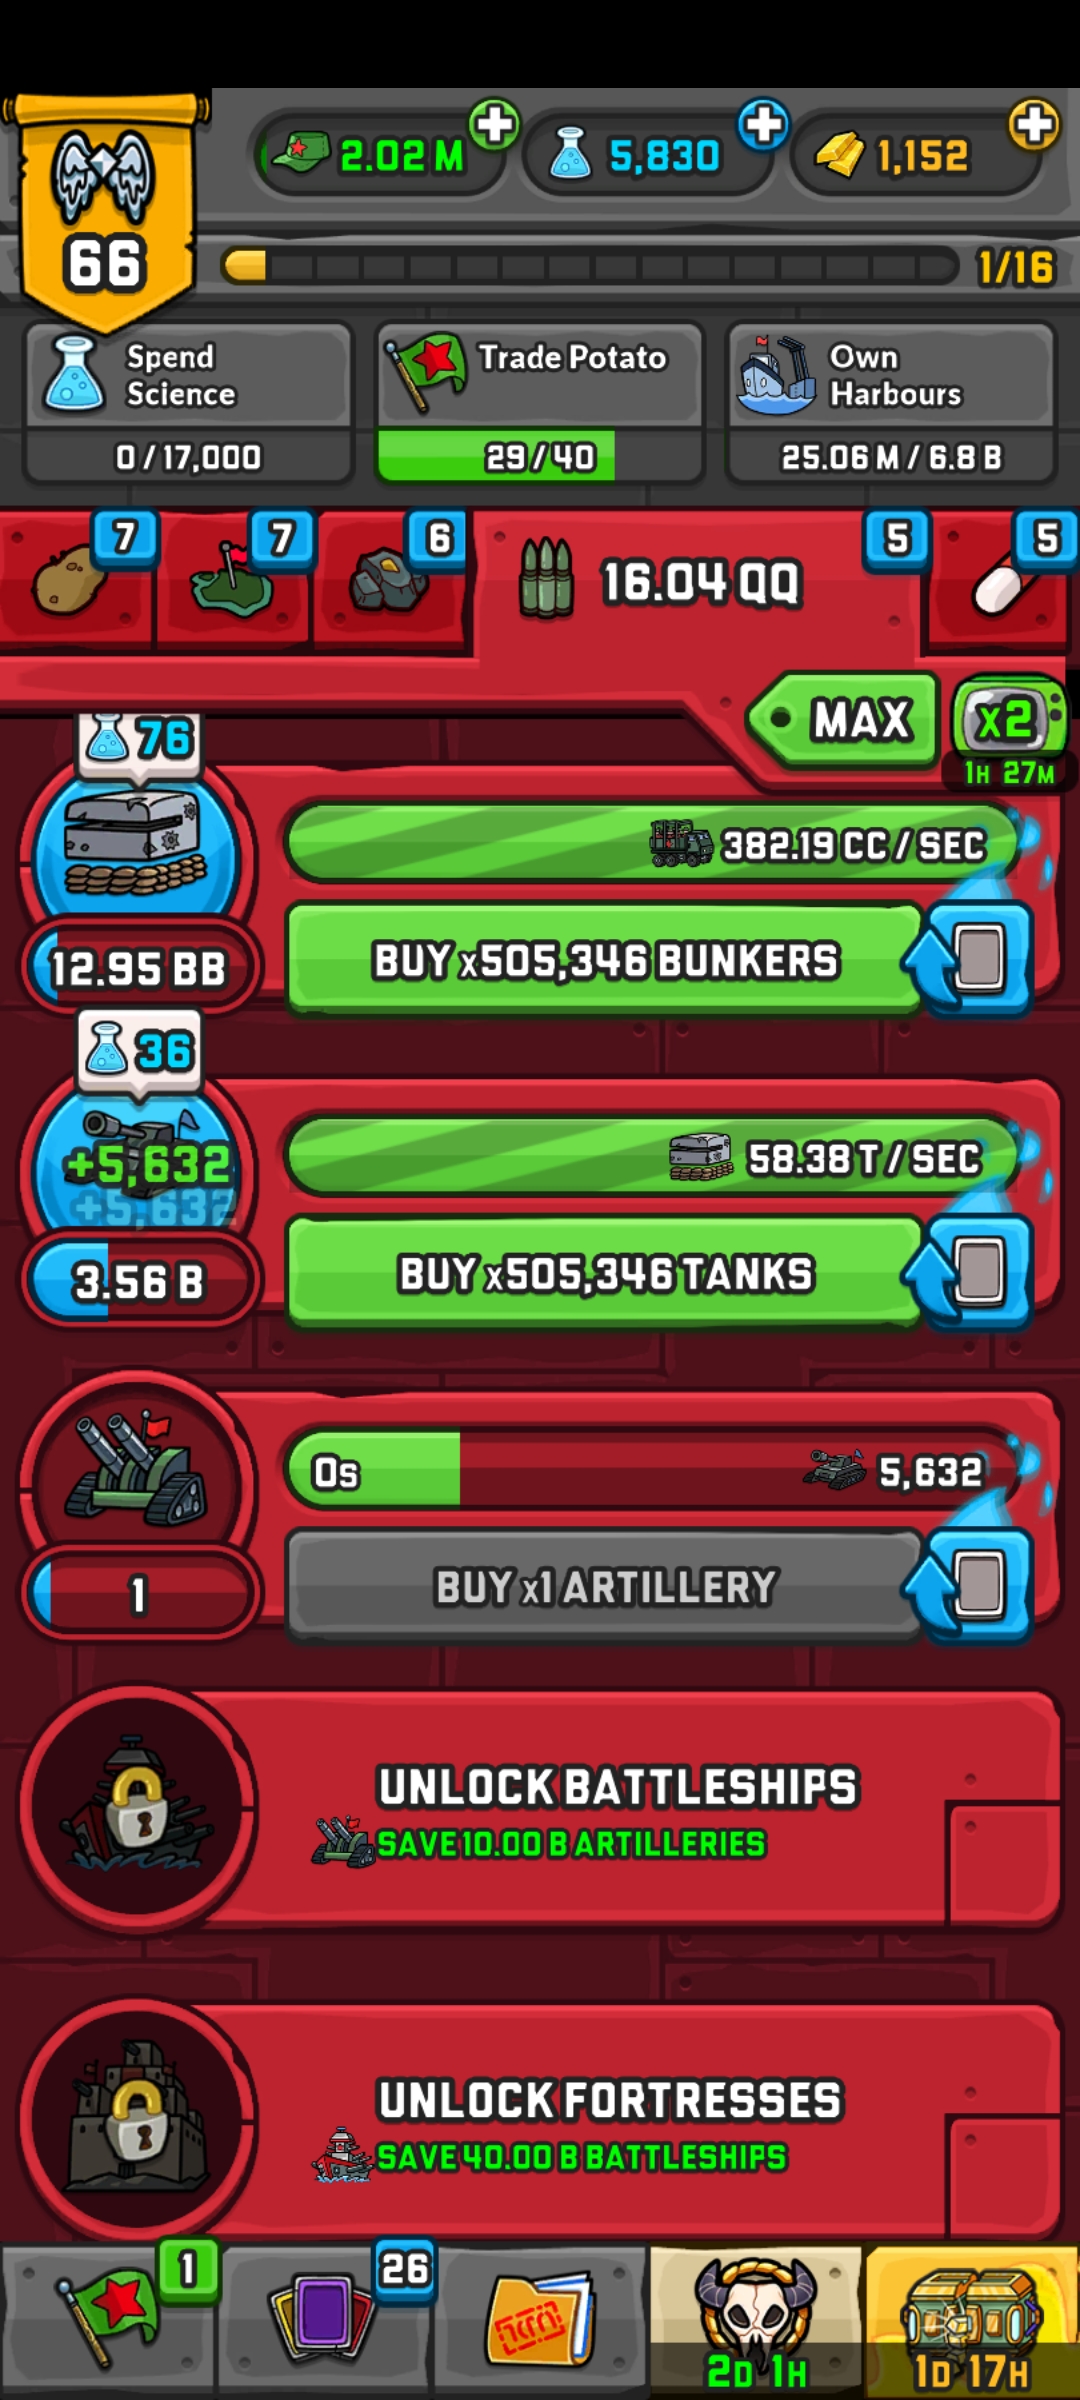 66
2.02 M
5,830
1,152
1/16
Spend
Science
0 / 17,000
Trade Potato
29 / 40
Own
Harbours
25.06 M / 6.8 B
7
7
6
16.04 QQ
5
5
MAX
x2
1H 27M
76
382.19 CC / SEC
12.95 BB
BUY x505,346 BUNKERS
36
+5,632
+5,632
58.38 T / SEC
3.56 B
BUY x505,346 TANKS
0s
5,632
1
BUY x1 ARTILLERY
UNLOCK BATTLESHIPS
SAVE 10.00 B ARTILLERIES
UNLOCK FORTRESSES
SAVE 40.00 B BATTLESHIPS
1
26
2D 1H
1D 17H